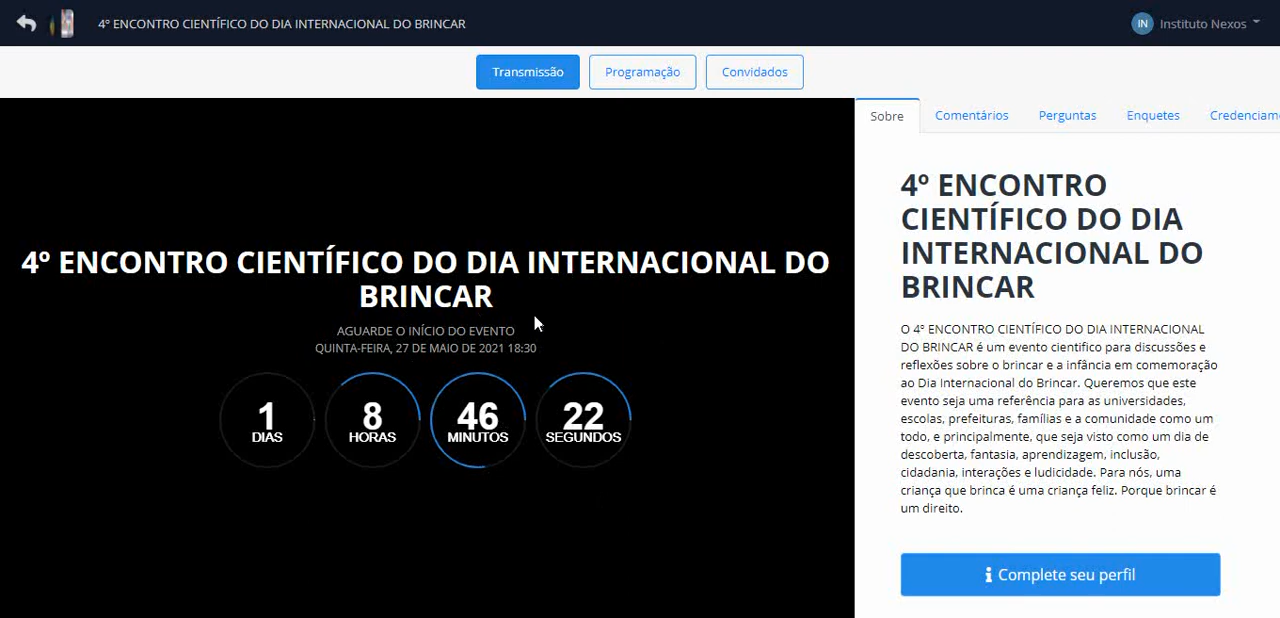 4º ENCONTRO CIENTÍFICO DO DIA INTERNACIONAL DO BRINCAR
IN Instituto Nexos
Transmissão Programação Convidados
Sobre Comentários Perguntas Enquetes Credenciam
4º ENCONTRO CIENTÍFICO DO DIA INTERNACIONAL DO
BRINCAR
AGUARDE O INÍCIO DO EVENTO
QUINTA-FEIRA, 27 DE MAIO DE 2021 18:30
1 8 46 22
DIAS HORAS MINUTOS SEGUNDOS
4º ENCONTRO
CIENTÍFICO DO DIA
INTERNACIONAL DO
BRINCAR
O 4º ENCONTRO CIENTÍFICO DO DIA INTERNACIONAL
DO BRINCAR é um evento cientifico para discussões e
reflexões sobre o brincar e a infância em comemoração
ao Dia Internacional do Brincar. Queremos que este
evento seja uma referência para as universidades,
escolas, prefeituras, famílias e a comunidade como um
todo, e principalmente, que seja visto como um dia de
descoberta, fantasia, aprendizagem, inclusão,
cidadania, interações e ludicidade. Para nós, uma
criança que brinca é uma criança feliz. Porque brincar é
um direito.
Complete seu perfil